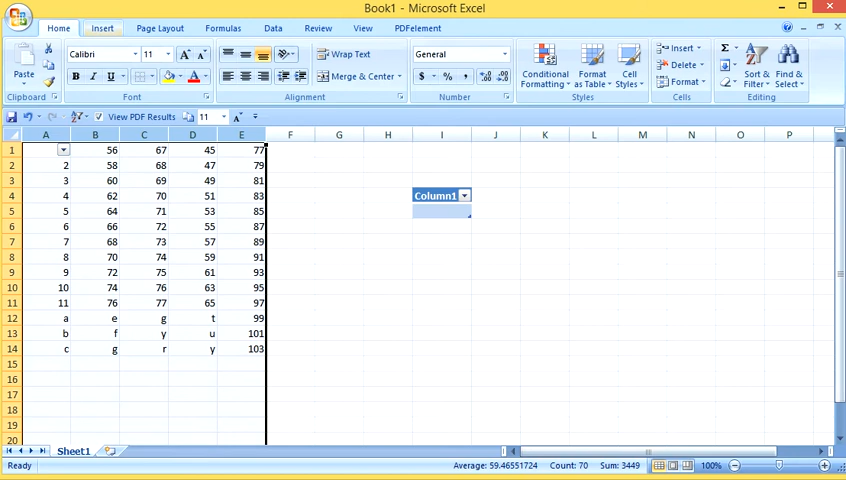 Book1 - Microsoft Excel
Home Insert Page Layout Formulas Data Review View PDFelement
Calibri 11 A A Wrap Text General Insert Σ
Paste B I U A Merge & Center $ % , Conditional Formatting Format as Table Cell Styles Delete Format Sort & Filter Find & Select
Clipboard Font Alignment Number Styles Cells Editing
View PDF Results 11 A
A B C D E F G H I J K L M N O P
1 56 67 45 77
2 2 58 68 47 79
3 3 60 69 49 81
4 4 62 70 51 83 Column1
5 5 64 71 53 85
6 6 66 72 55 87
7 7 68 73 57 89
8 8 70 74 59 91
9 9 72 75 61 93
10 10 74 76 63 95
11 11 76 77 65 97
12 a e g t 99
13 b f y u 101
14 c g r y 103
15
16
17
18
19
20
Sheet1
Ready Average: 59.46551724 Count: 70 Sum: 3449 100%